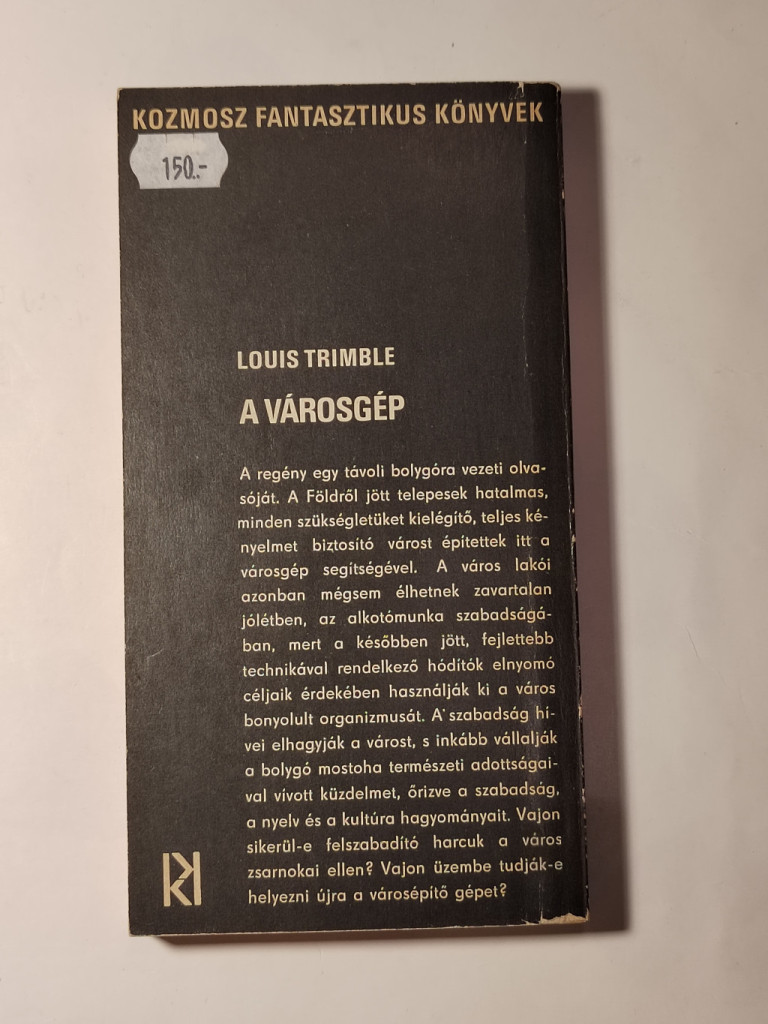 KOZMOSZ FANTASZTIKUS KÖNYVEK
150.-
LOUIS TRIMBLE
A VÁROSGÉP
A regény egy távoli bolygóra vezeti olva-
sóját. A Földről jött telepesek hatalmas,
minden szükségletüket kielégítő, teljes ké-
nyelmet biztosító várost építettek itt a
városgép segítségével. A város lakói
azonban mégsem élhetnek zavartalan
jólétben, az alkotómunka szabadságá-
ban, mert a későbben jött, fejlettebb
technikával rendelkező hódítók elnyomó
céljaik érdekében használják ki a város
bonyolult organizmusát. A szabadság hí-
vei elhagyják a várost, s inkább vállalják
a bolygó mostoha természeti adottságai-
val vívott küzdelmet, őrizve a szabadság,
a nyelv és a kultúra hagyományait. Vajon
sikerül-e felszabadító harcuk a város
zsarnokai ellen? Vajon üzembe tudják-e
helyezni újra a városépítő gépet?